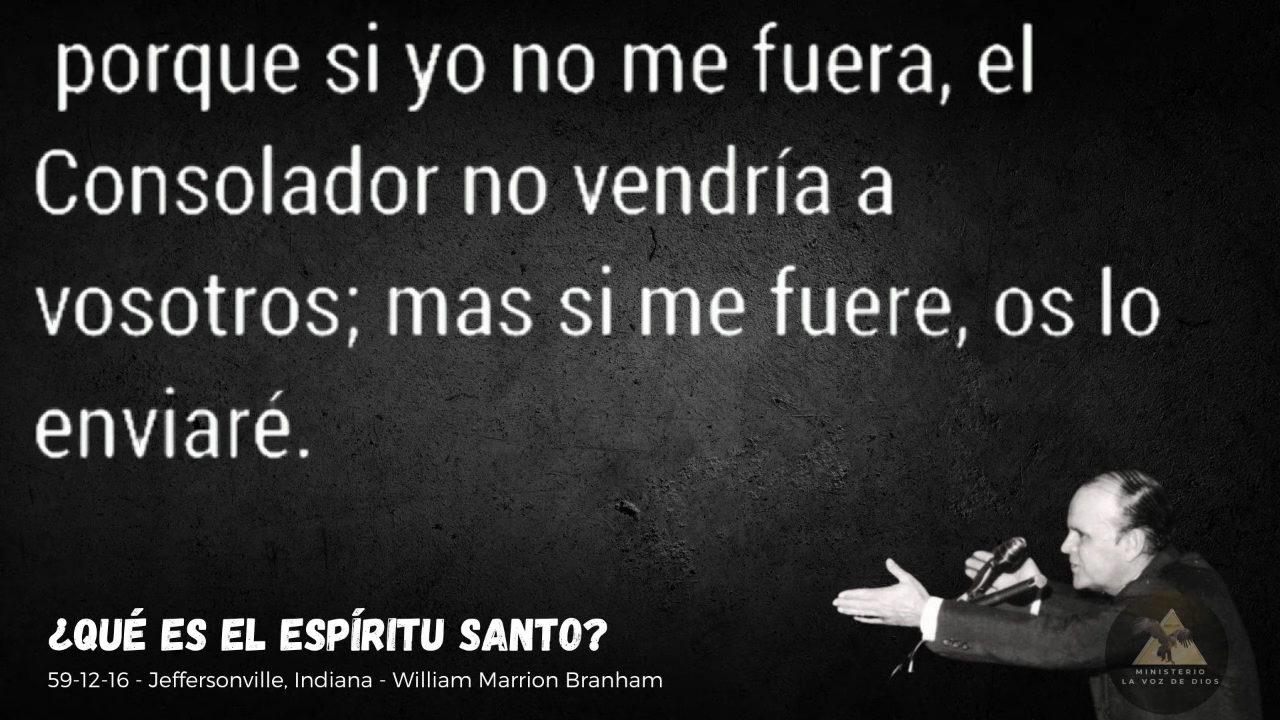 porque si yo no me fuera, el
Consolador no vendría a
vosotros; mas si me fuere, os lo
enviaré.
¿QUÉ ES EL ESPÍRITU SANTO?
59-12-16 - Jeffersonville, Indiana - William Marrion Branham
MINISTERIO
LA VOZ DE DIOS